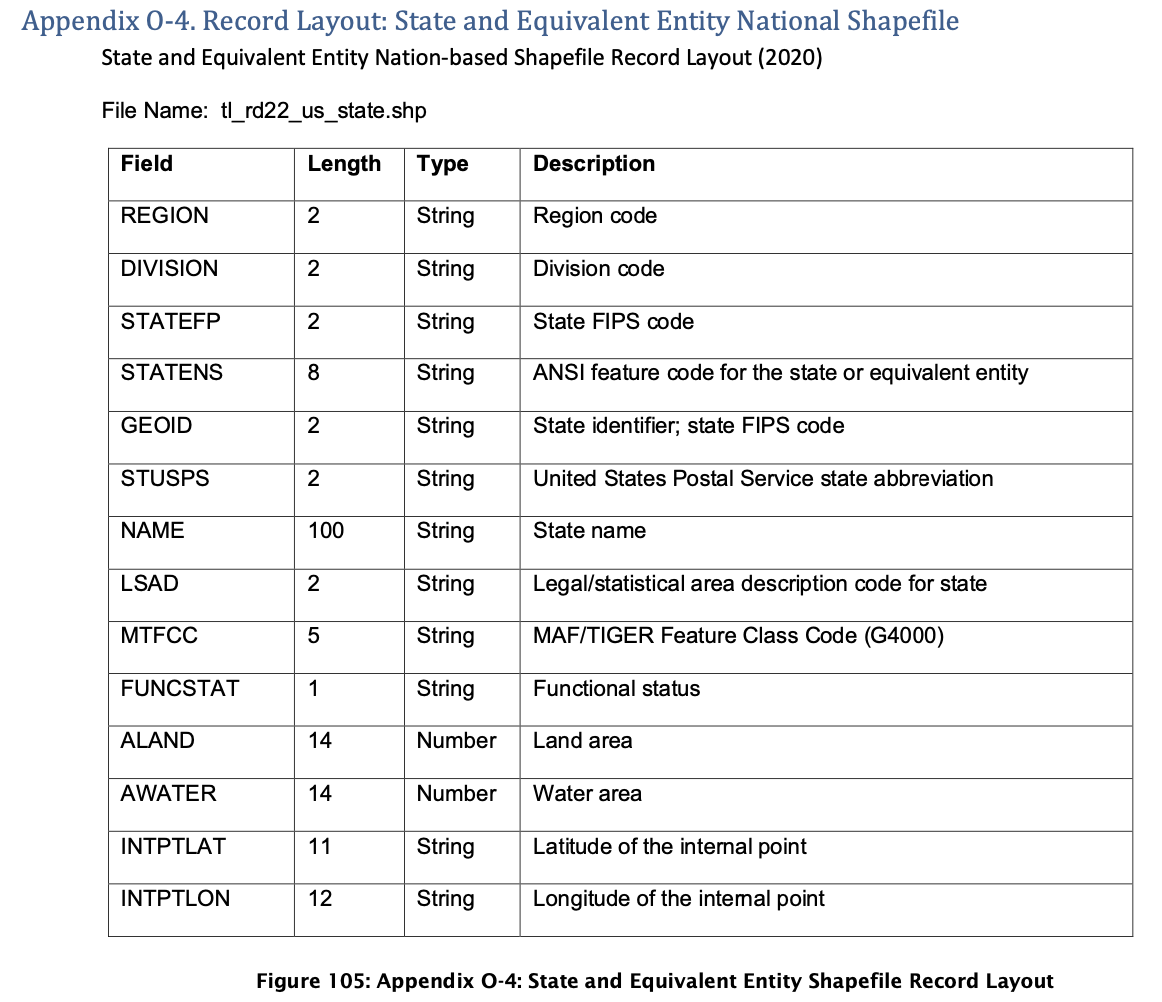 Appendix O-4. Record Layout: State and Equivalent Entity National Shapefile
State and Equivalent Entity Nation-based Shapefile Record Layout (2020)
File Name: tl_rd22_us_state.shp
Field Length Type Description
REGION 2 String Region code
DIVISION 2 String Division code
STATEFP 2 String State FIPS code
STATENS 8 String ANSI feature code for the state or equivalent entity
GEOID 2 String State identifier; state FIPS code
STUSPS 2 String United States Postal Service state abbreviation
NAME 100 String State name
LSAD 2 String Legal/statistical area description code for state
MTFCC 5 String MAF/TIGER Feature Class Code (G4000)
FUNCSTAT 1 String Functional status
ALAND 14 Number Land area
AWATER 14 Number Water area
INTPTLAT 11 String Latitude of the internal point
INTPTLON 12 String Longitude of the internal point
Figure 105: Appendix O-4: State and Equivalent Entity Shapefile Record Layout